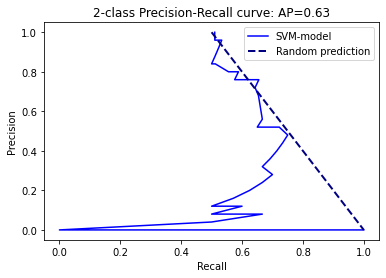 2-class Precision-Recall curve: AP=0.63
SVM-model
Random prediction
Precision
1.0
0.8
0.6
0.4
0.2
0.0
0.0 0.2 0.4 0.6 0.8 1.0
Recall